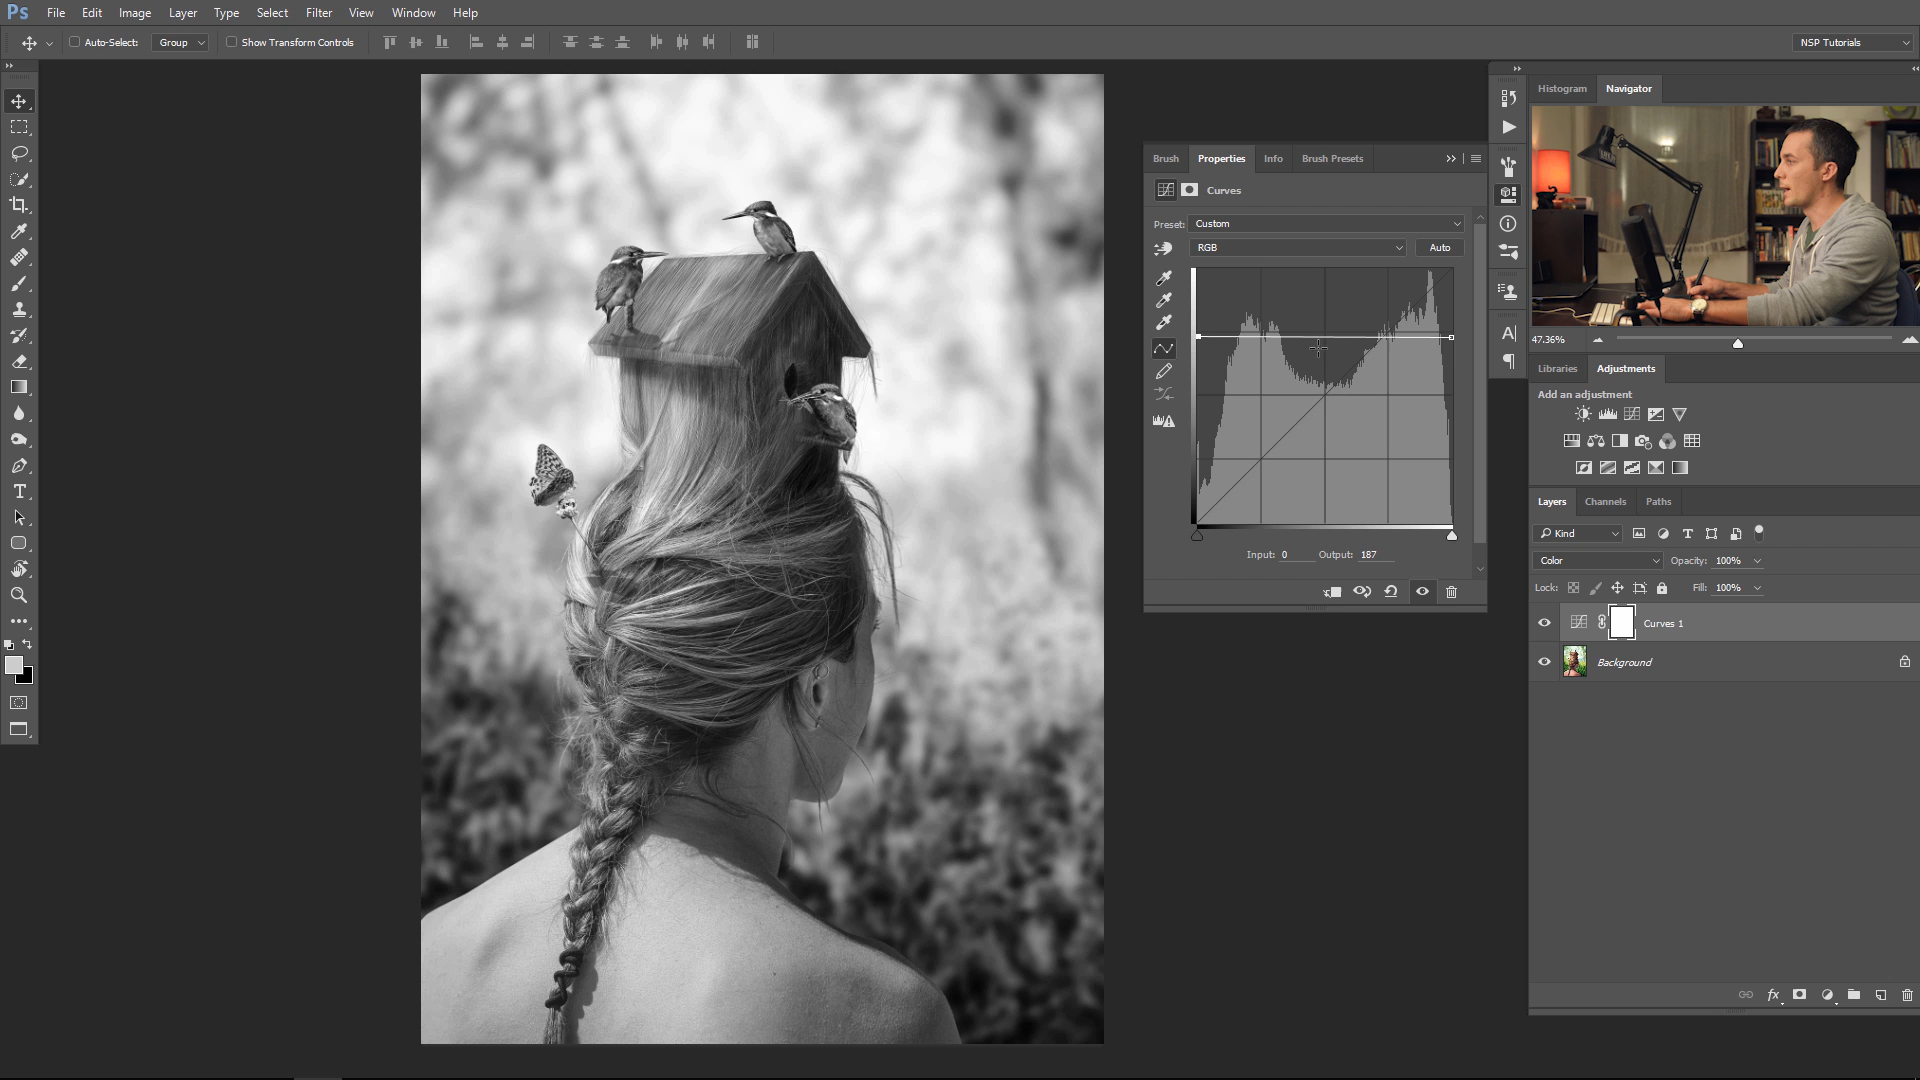 Ps File Edit Image Layer Type Select Filter View Window Help
Auto-Select: Group Show Transform Controls NSP Tutorials
Histogram Navigator
Brush Properties Info Brush Presets
Curves
Preset: Custom
RGB Auto
47.36%
Libraries Adjustments
Add an adjustment
Layers Channels Paths
Kind
Input: 0 Output: 187
Color Opacity: 100%
Lock: Fill: 100%
Curves 1
Background